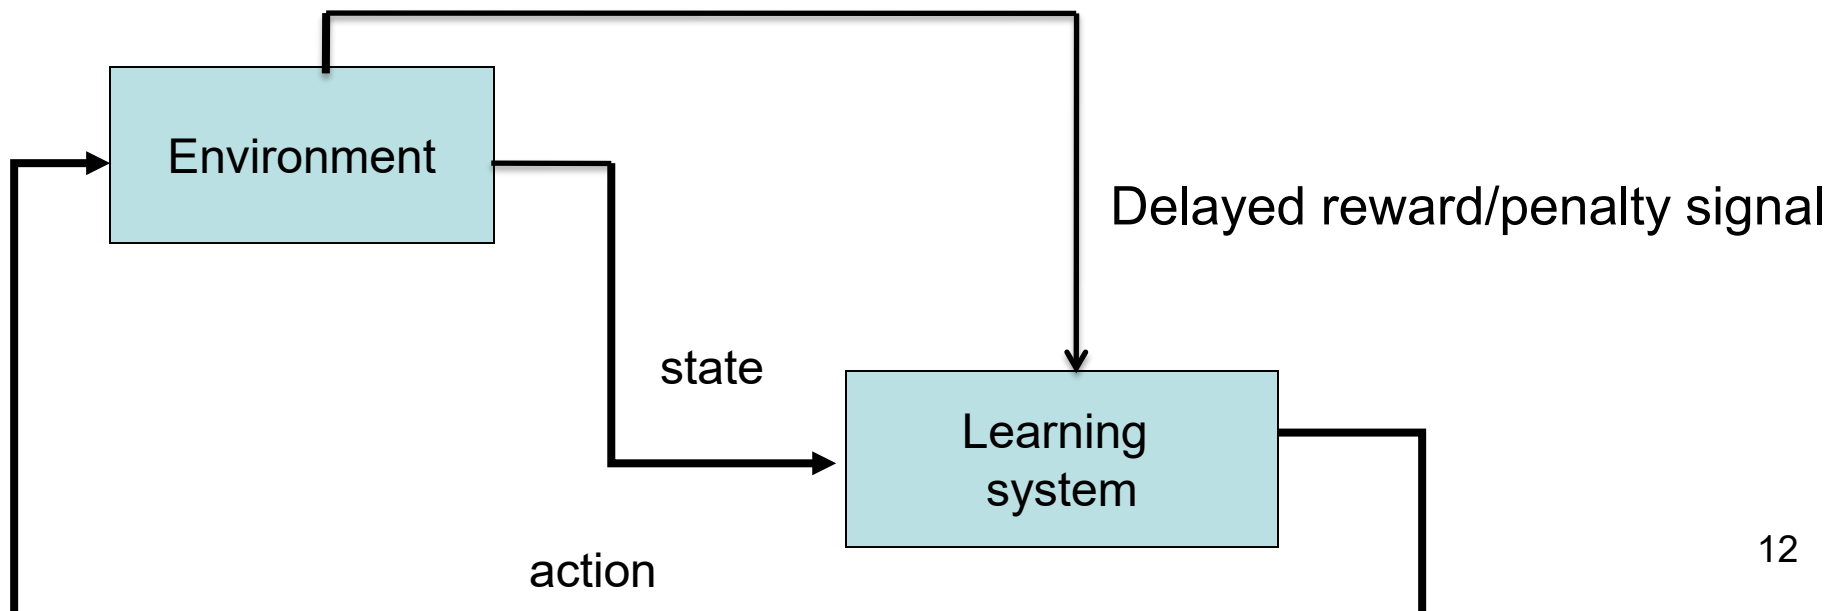 Environment
Delayed reward/penalty signal
state
Learning
system
action
12